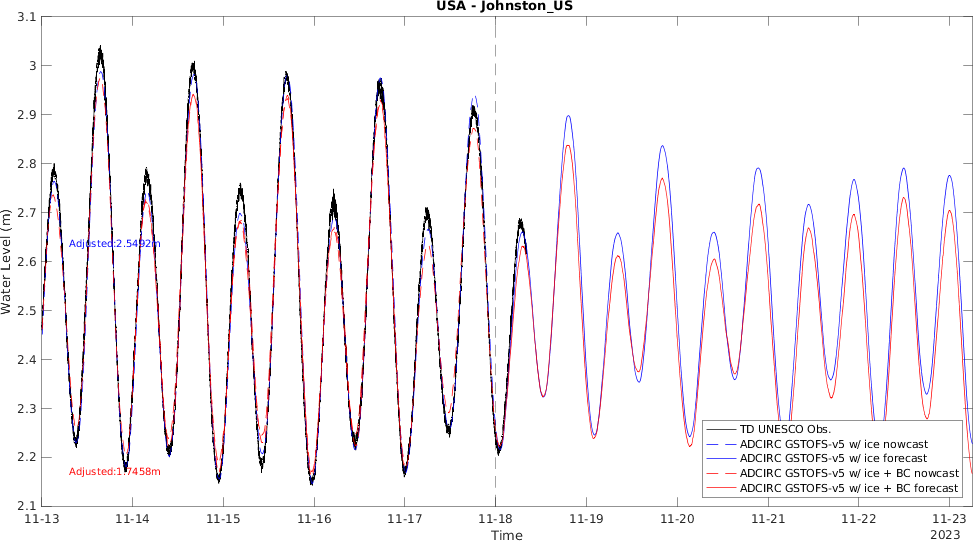 USA - Johnston_US
3.1
3
2.9
2.8
2.7
2.6
2.5
2.4
2.3
2.2
2.1
Water Level (m)
Adjusted:2.5492m
Adjusted:1.7458m
TD UNESCO Obs.
ADCIRC GSTOFS-v5 w/ ice nowcast
ADCIRC GSTOFS-v5 w/ ice forecast
ADCIRC GSTOFS-v5 w/ ice + BC nowcast
ADCIRC GSTOFS-v5 w/ ice + BC forecast
11-13 11-14 11-15 11-16 11-17 11-18 11-19 11-20 11-21 11-22 11-23
Time
2023